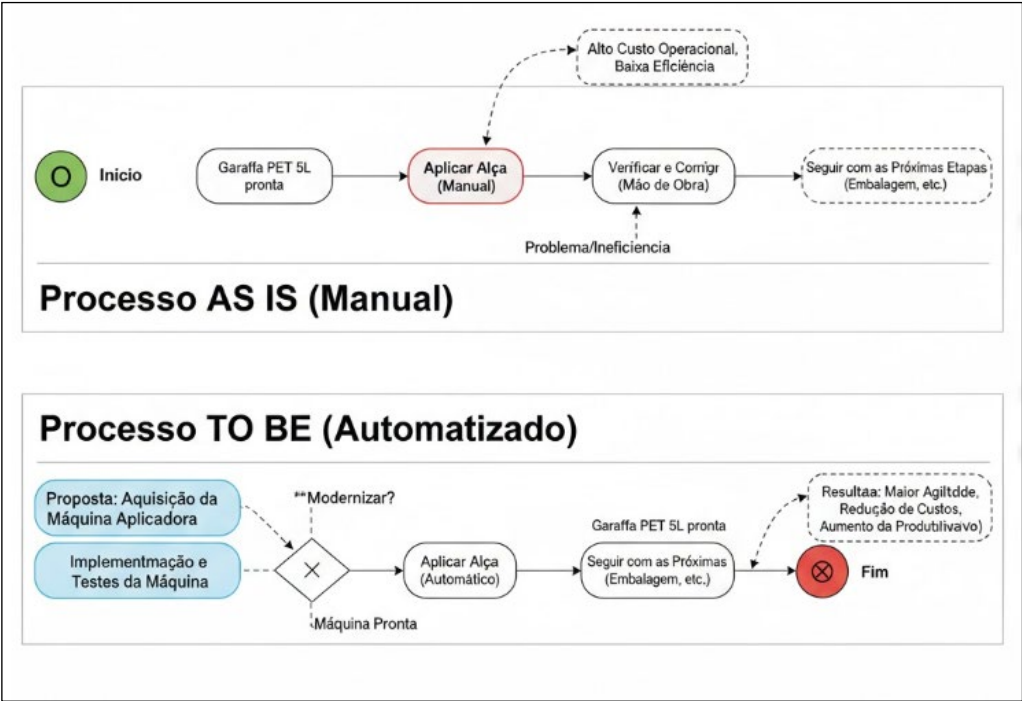 Alto Custo Operacional,
Baixa Eficiência
O
Inicio
Garaffa PET 5L
pronta
Aplicar Alça
(Manual)
Verificar e Corrigr
(Mão de Obra)
Seguir com as Próximas Etapas
(Embalagem, etc.)
Problema/Ineficiencia
Processo AS IS (Manual)
Processo TO BE (Automatizado)
Proposta: Aquisição da
Máquina Aplicadora
Implementmação e
Testes da Máquina
**Modernizar?
Máquina Pronta
Aplicar Alça
(Automático)
Garaffa PET 5L pronta
Seguir com as Próximas
(Embalagem, etc.)
Resultaa: Maior Agiltdde,
Redução de Custos,
Aumento da
Fim